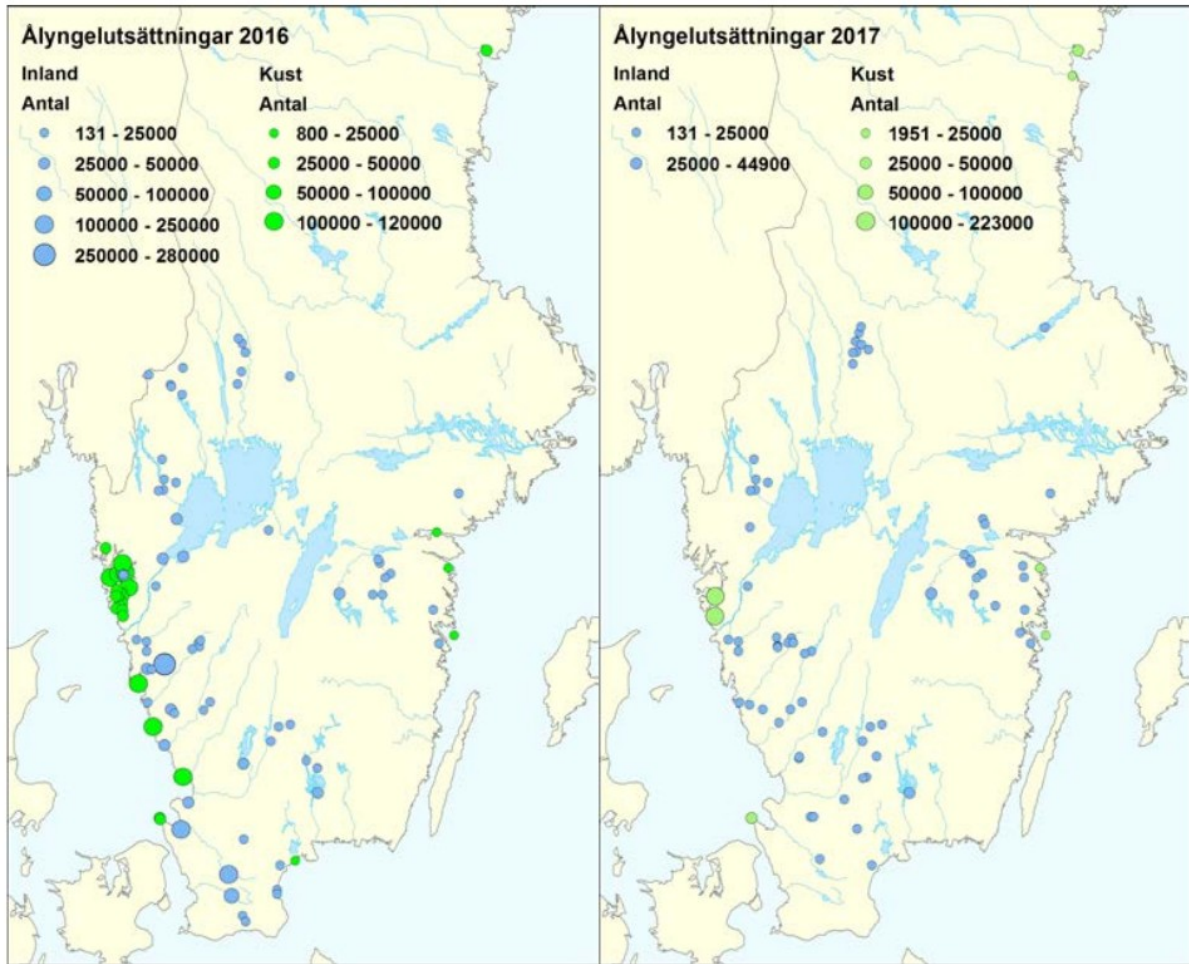 Ålyngelutsättningar 2016
Inland
Antal
131 - 25000
25000 - 50000
50000 - 100000
100000 - 250000
250000 - 280000
Kust
Antal
800 - 25000
25000 - 50000
50000 - 100000
100000 - 120000
Ålyngelutsättningar 2017
Inland
Antal
131 - 25000
25000 - 44900
Kust
Antal
1951 - 25000
25000 - 50000
50000 - 100000
100000 - 223000